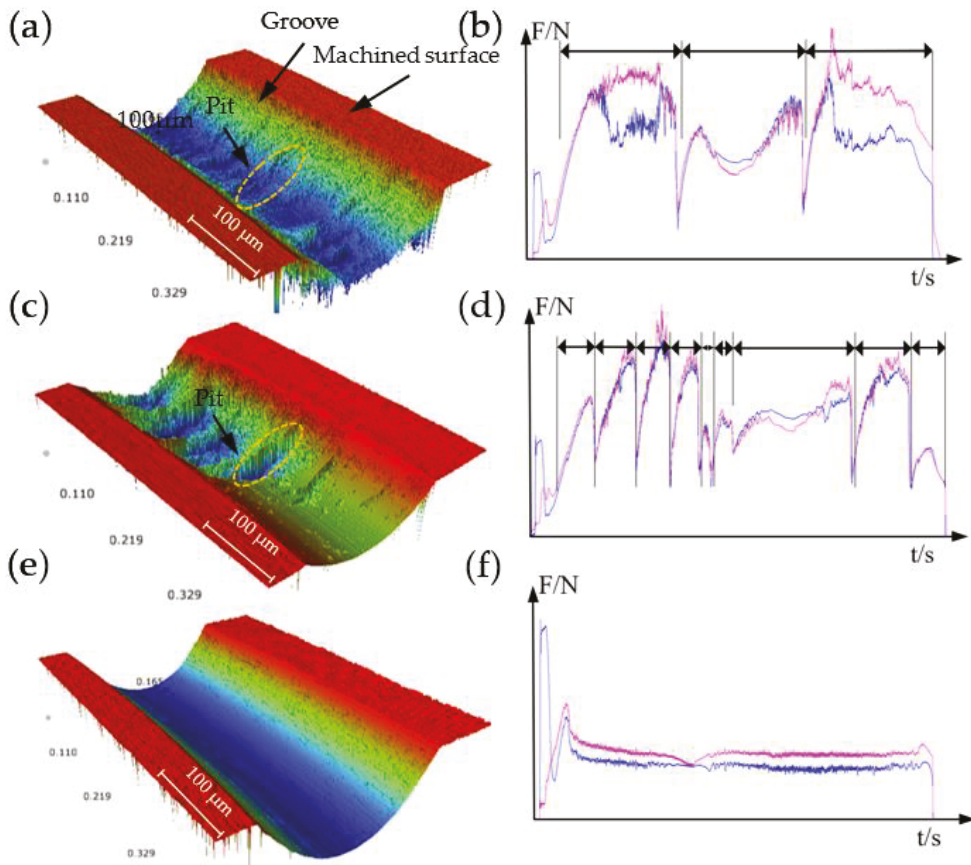 (a)
Groove
Machined surface
Pit
100um
100 μm
0.110
0.219
0.329
(b)
F/N
t/s
(c)
Pit
100 μm
0.110
0.219
0.329
(d)
F/N
t/s
(e)
0.165
100 μm
0.110
0.219
0.329
(f)
F/N
t/s